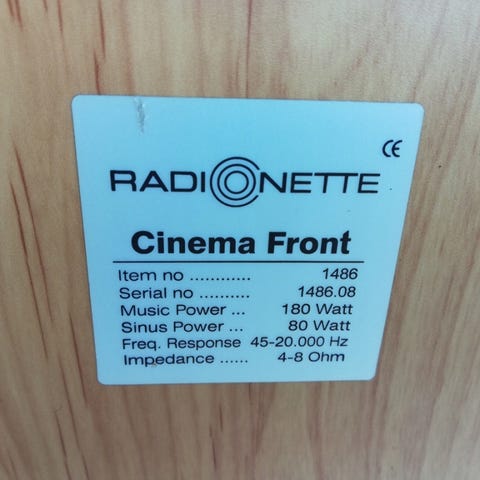 CE
RADIONETTE
Cinema Front
Item no ............ 1486
Serial no .......... 1486.08
Music Power ... 180 Watt
Sinus Power ... 80 Watt
Freq. Response 45-20.000 Hz
Impedance ...... 4-8 Ohm